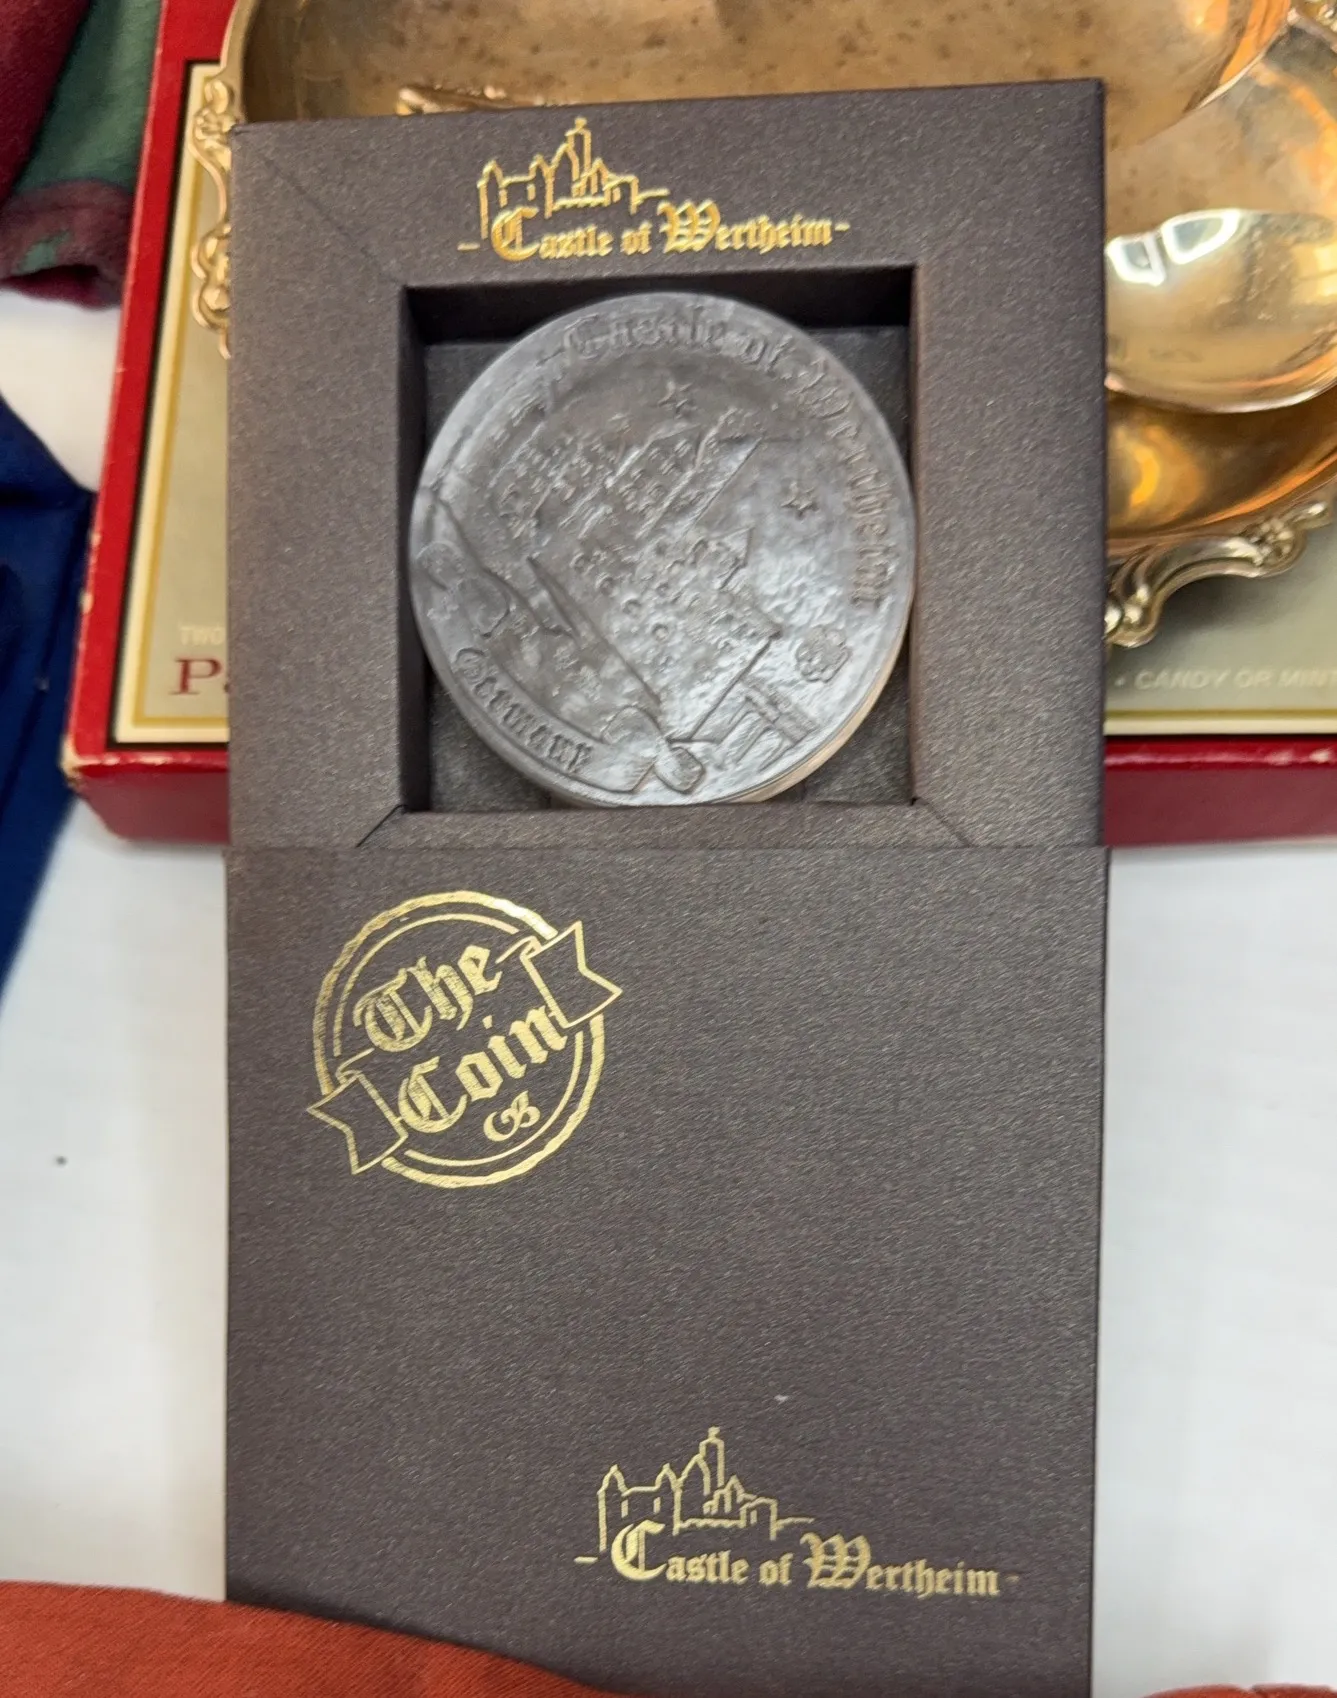 - Castle of Wertheim -
Castle of Wertheim
Germany
TWO
P
CANDY OR MINT
The
Coin
- Castle of Wertheim -